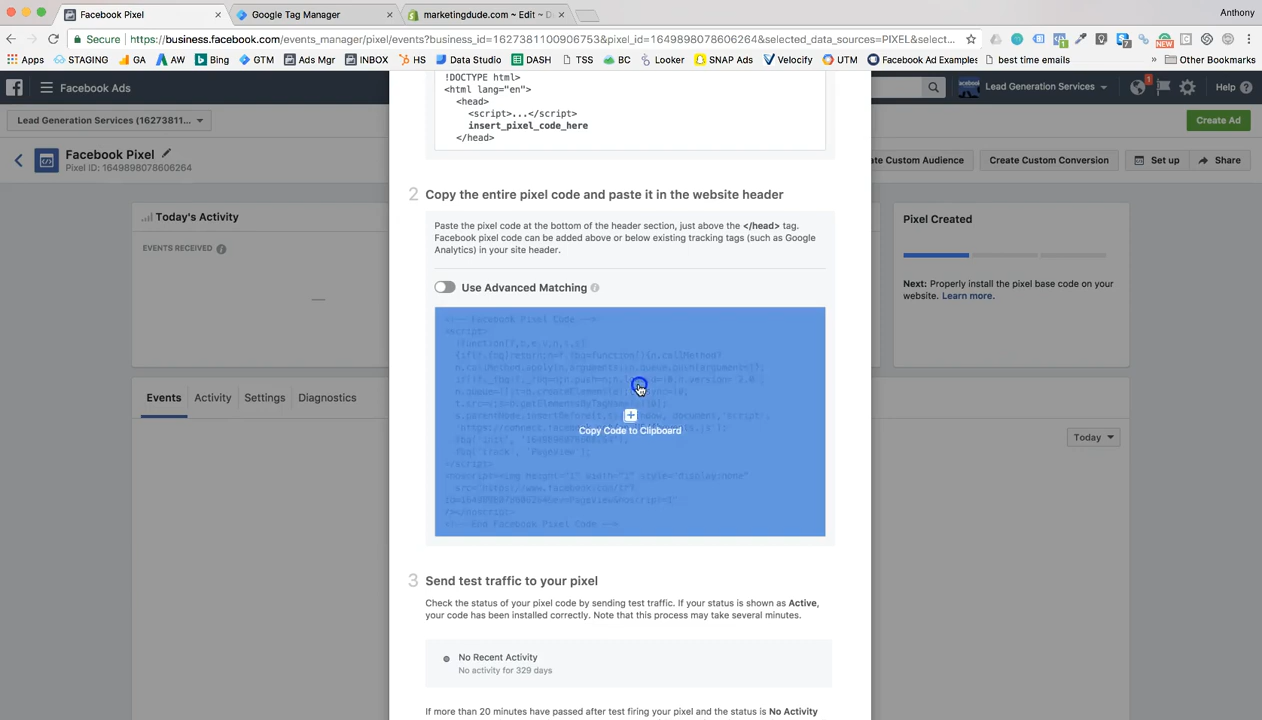 Facebook Pixel
Google Tag Manager
marketingdude.com ~ Edit ~ D
Anthony
Secure
https://business.facebook.com/events_manager/pixel/events?business_id=1627381100906753&pixel_id=1649898078606264&selected_data_sources=PIXEL&select...
Apps STAGING GA AW Bing GTM Ads Mgr INBOX HS Data Studio DASH TSS BC Looker SNAP Ads Velocity UTM Facebook Ad Examples best time emails » Other Bookmarks
Facebook Ads
Lead Generation Services
1
Help
Lead Generation Services (16273811...
Create Ad
Facebook Pixel
Pixel ID: 1649898078606264
ate Custom Audience
Create Custom Conversion
Set up
Share
!DOCTYPE html>
<html lang="en">
<head>
<script>...</script>
insert_pixel_code_here
</head>
2 Copy the entire pixel code and paste it in the website header
Paste the pixel code at the bottom of the header section, just above the </head> tag.
Facebook pixel code can be added above or below existing tracking tags (such as Google
Analytics) in your site header.
Use Advanced Matching
<!-- Facebook Pixel Code -->
<script>
Copy Code to Clipboard
<!-- End Facebook Pixel Code -->
3 Send test traffic to your pixel
Check the status of your pixel code by sending test traffic. If your status is shown as Active,
your code has been installed correctly. Note that this process may take several minutes.
No Recent Activity
No activity for 329 days
If more than 20 minutes have passed after test firing your pixel and the status is No Activity
Today's Activity
EVENTS RECEIVED
Pixel Created
Next: Properly install the pixel base code on your
website. Learn more.
Events Activity Settings Diagnostics
Today